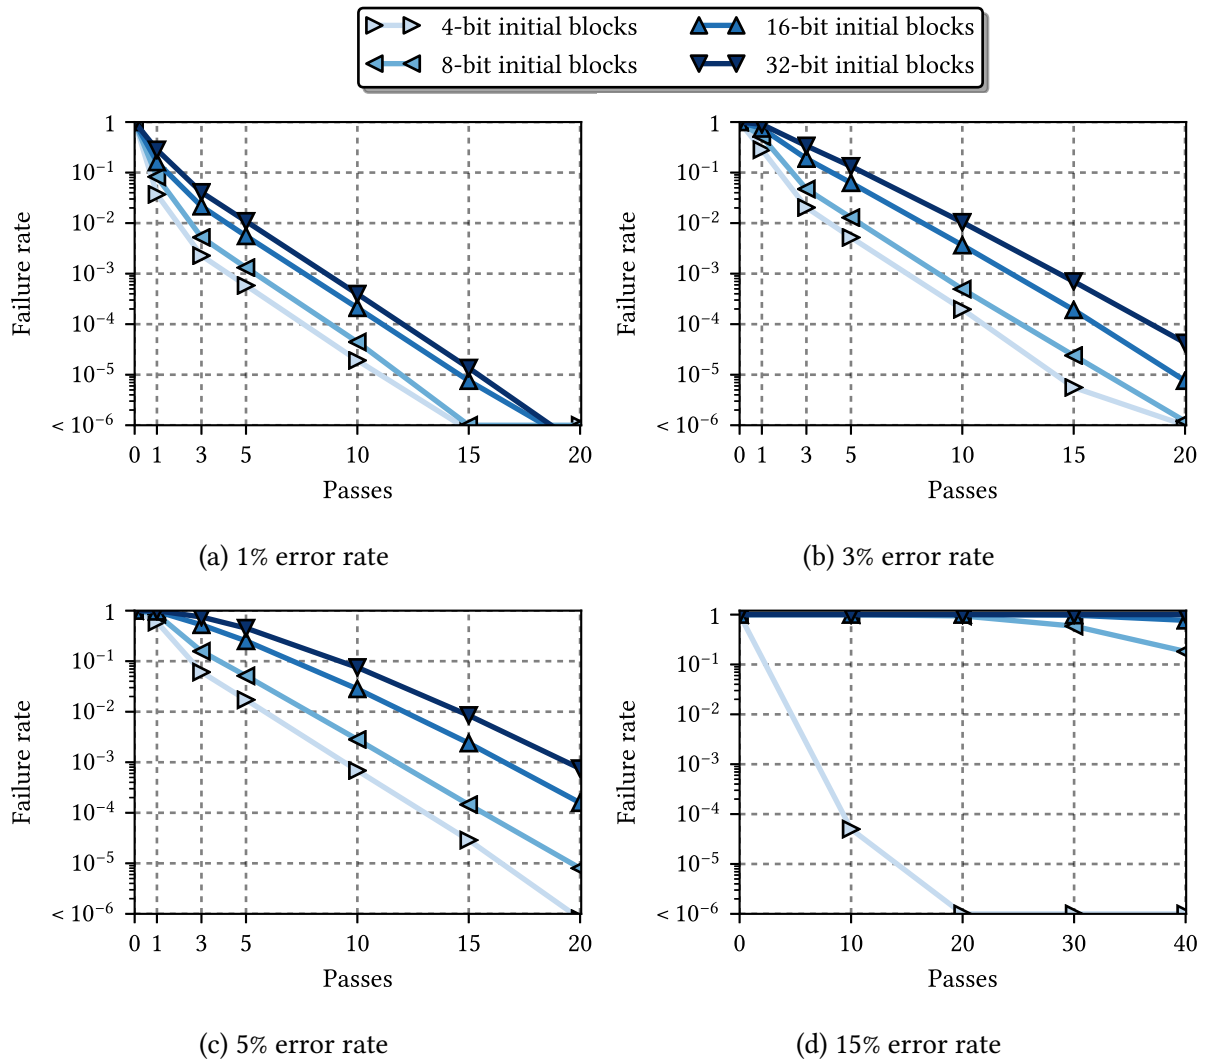 4-bit initial blocks 16-bit initial blocks
8-bit initial blocks 32-bit initial blocks
1 1
10⁻¹ 10⁻¹
10⁻² 10⁻²
Failure rate Failure rate
10⁻³ 10⁻³
10⁻⁴ 10⁻⁴
10⁻⁵ 10⁻⁵
< 10⁻⁶ < 10⁻⁶
0 1 3 5 10 15 20 0 1 3 5 10 15 20
Passes Passes
(a) 1% error rate (b) 3% error rate
1 1
10⁻¹ 10⁻¹
10⁻² 10⁻²
Failure rate Failure rate
10⁻³ 10⁻³
10⁻⁴ 10⁻⁴
10⁻⁵ 10⁻⁵
< 10⁻⁶ < 10⁻⁶
0 1 3 5 10 15 20 0 10 20 30 40
Passes Passes
(c) 5% error rate (d) 15% error rate